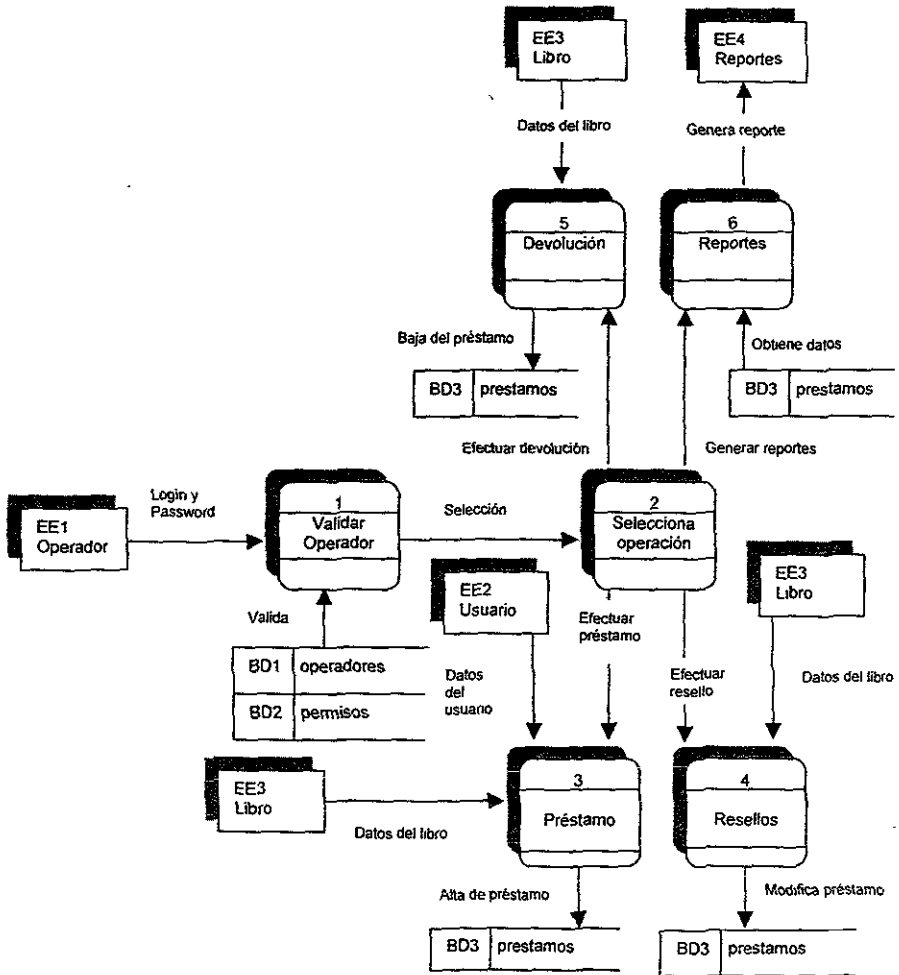 EE3
Libro
EE4
Reportes
Datos del libro
Genera reporte
5
Devolución
6
Reportes
Baja del préstamo
Obtiene datos
BD3 prestamos
BD3 prestamos
Efectuar devolución
Generar reportes
Login y
Password
EE1
Operador
1
Validar
Operador
Selección
2
Selecciona
operación
EE2
Usuario
EE3
Libro
Valida
Efectuar
préstamo
BD1 operadores
BD2 permisos
Datos
del
usuario
Efectuar
resello
Datos del libro
EE3
Libro
Datos del libro
3
Préstamo
4
Resellos
Alta de préstamo
Modifica préstamo
BD3 prestamos
BD3 prestamos